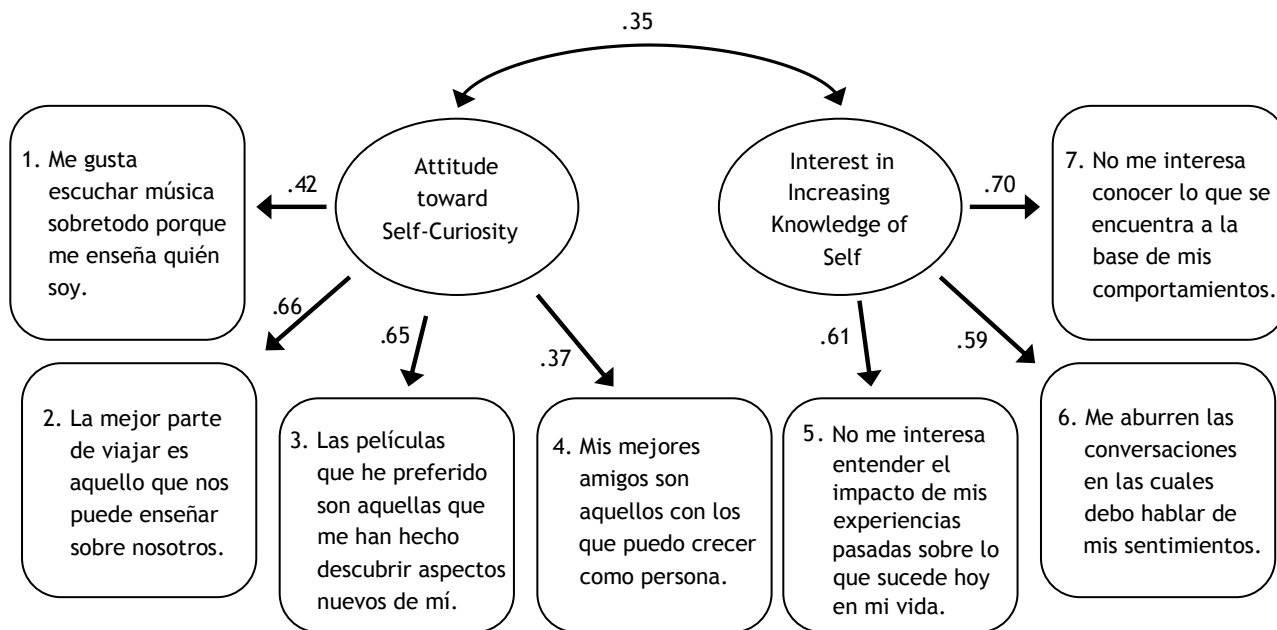 .35
Attitude
toward
Self-Curiosity
Interest in
Increasing
Knowledge of
Self
.42
.66
.65
.37
.61
.59
.70
1. Me gusta
escuchar música
sobretodo porque
me enseña quién
soy.
2. La mejor parte
de viajar es
aquello que nos
puede enseñar
sobre nosotros.
3. Las películas
que he preferido
son aquellas que
me han hecho
descubrir aspectos
nuevos de mí.
4. Mis mejores
amigos son
aquellos con los
que puedo crecer
como persona.
5. No me interesa
entender el
impacto de mis
experiencias
pasadas sobre lo
que sucede hoy
en mi vida.
6. Me aburren las
conversaciones
en las cuales
debo hablar de
mis sentimientos.
7. No me interesa
conocer lo que se
encuentra a la
base de mis
comportamientos.